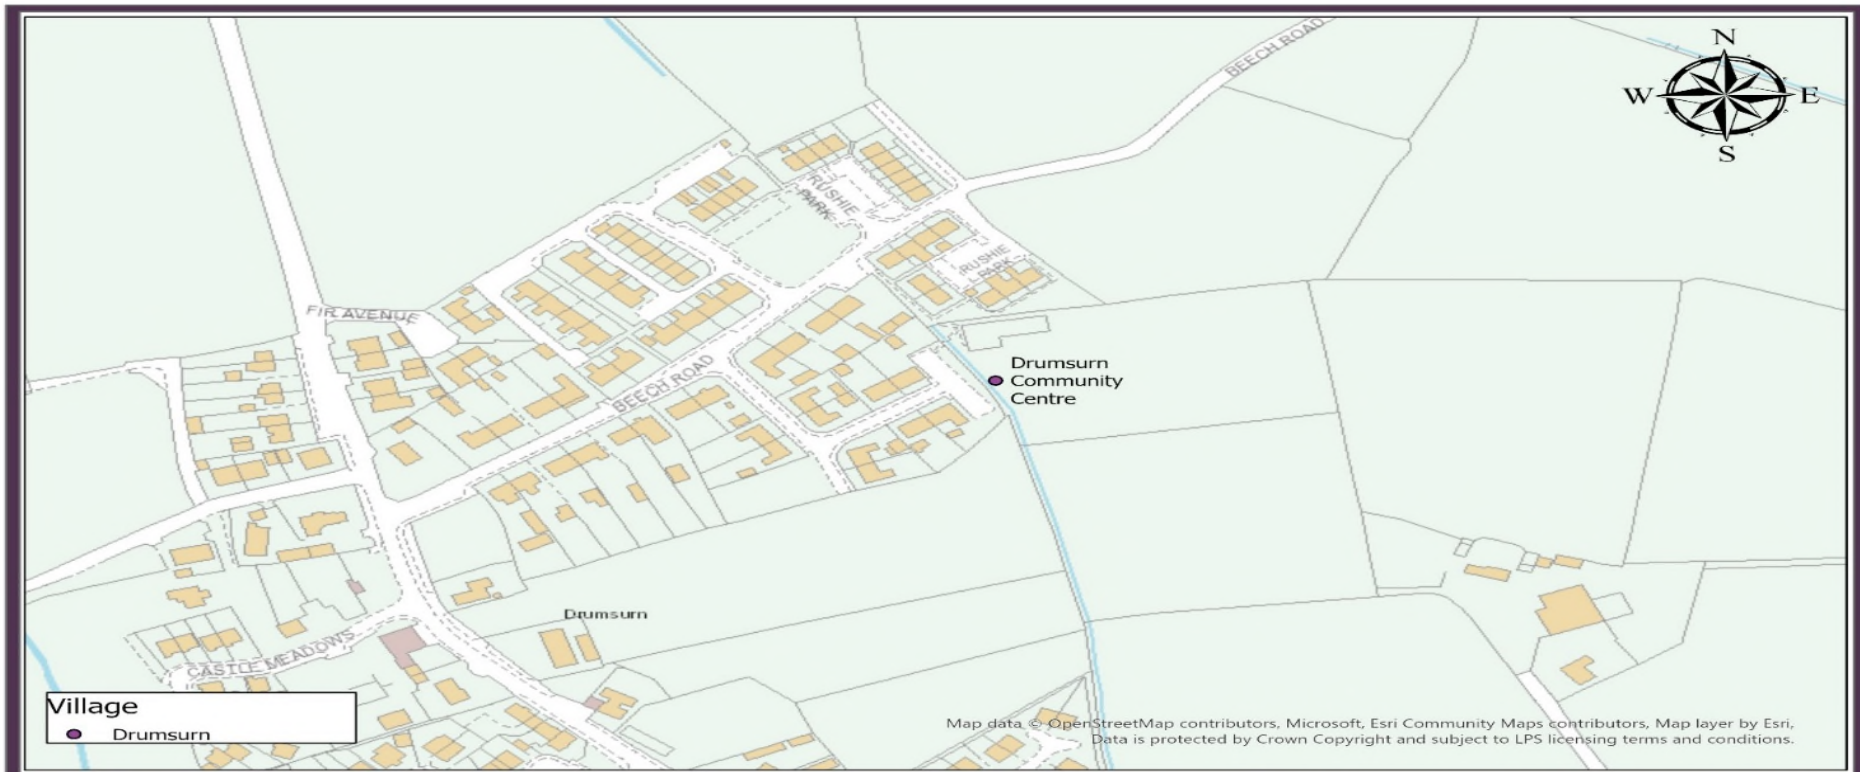 BEECH ROAD
N
W
E
S
RUSHIE
PARK
RUSHIE
PARK
FIR AVENUE
Drumsurn
Community
Centre
BEECH ROAD
Drumsurn
CASTLE MEADOWS
Village
Drumsurn
Map data © OpenStreetMap contributors, Microsoft, Esri Community Maps contributors, Map layer by Esri,
Data is protected by Crown Copyright and subject to LPS licensing terms and conditions.